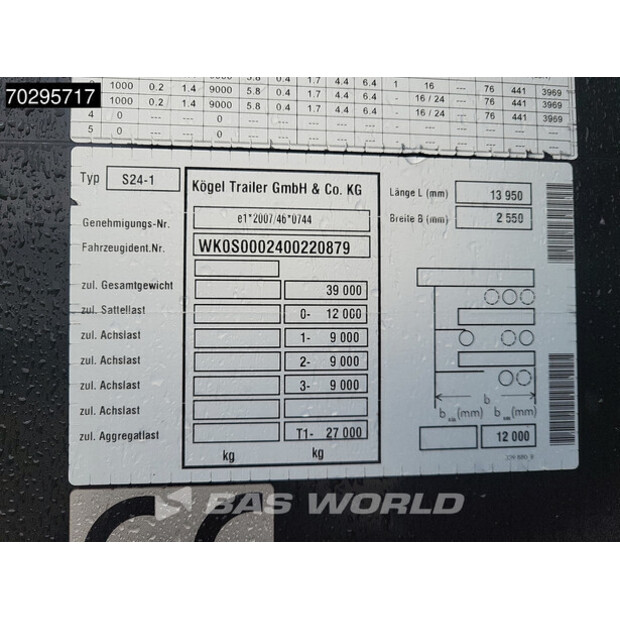 70295717
3 1000 0.2 1.4 9000 5.8 0.4 1.7 4.4 6.4 1 16 --- 76 441 3969
1000 0.2 1.4 9000 5.8 0.4 1.7 4.4 6.4 - 16 / 24 --- 76 441 3969
4 0 --- --- 0 --- --- --- --- --- - 16 / 24 --- 76 441 3969
5 0 --- --- 0 --- --- --- --- --- --- --- --- ---
Typ S24-1
Kögel Trailer GmbH & Co. KG
Länge L (mm) 13 950
Genehmigungs-Nr. e1*2007/46*0744
Breite B (mm) 2 550
Fahrzeugident.Nr. WK0S0002400220879
zul. Gesamtgewicht 39 000
zul. Sattellast 0- 12 000
zul. Achslast 1- 9 000
zul. Achslast 2- 9 000
zul. Achslast 3- 9 000
zul. Achslast
zul. Aggregatlast T1- 27 000
kg kg
b
b (mm) b (mm)
12 000
BAS WORLD